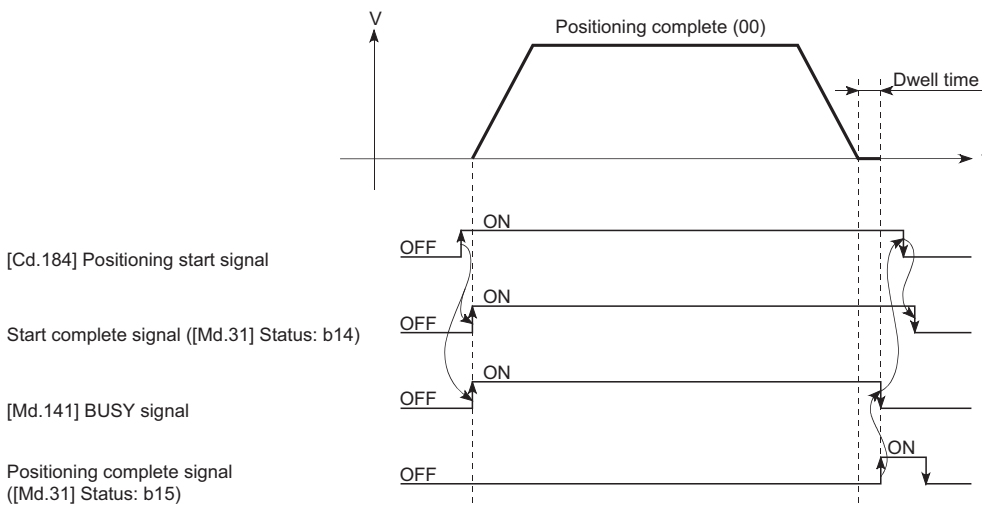 V
Positioning complete (00)
Dwell time
ON
OFF
[Cd.184] Positioning start signal
ON
OFF
Start complete signal ([Md.31] Status: b14)
ON
OFF
[Md.141] BUSY signal
ON
OFF
Positioning complete signal
([Md.31] Status: b15)